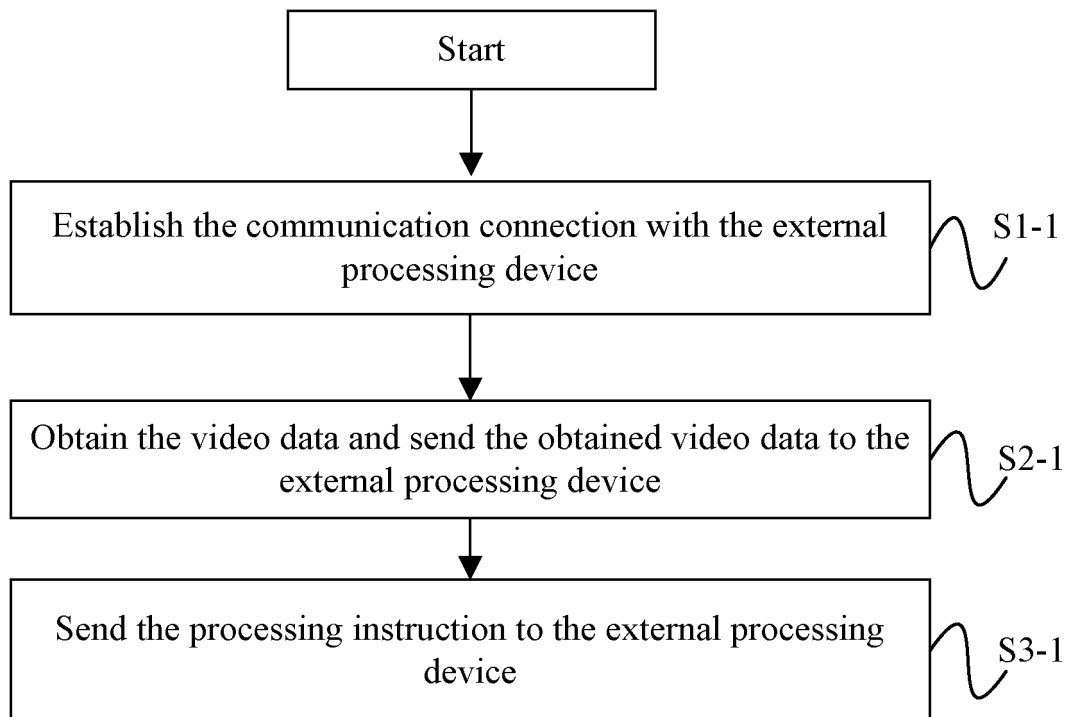 Start
Establish the communication connection with the external
processing device
S1-1
Obtain the video data and send the obtained video data to the
external processing device
S2-1
Send the processing instruction to the external processing
device
S3-1